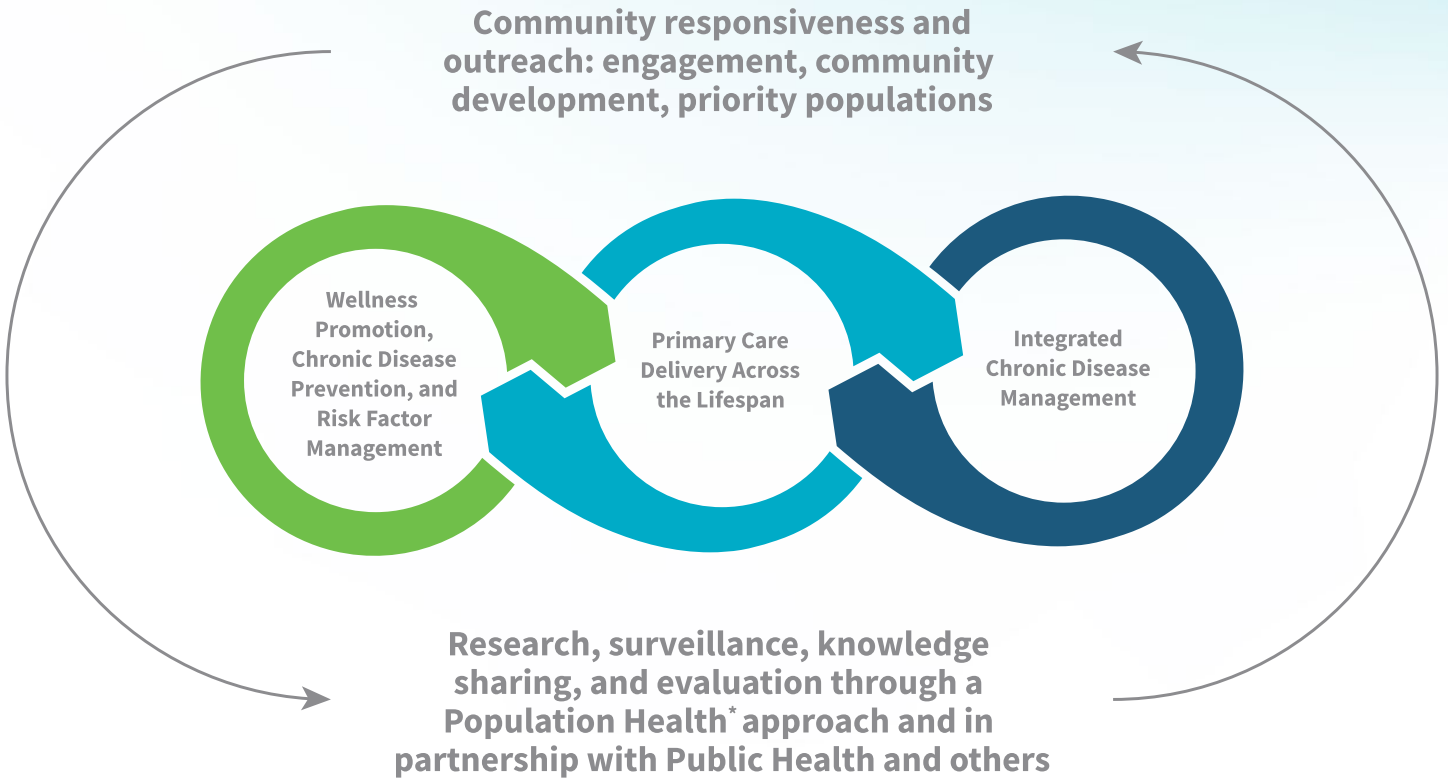 Community responsiveness and
outreach: engagement, community
development, priority populations
Wellness
Promotion,
Chronic Disease
Prevention, and
Risk Factor
Management
Primary Care
Delivery Across
the Lifespan
Integrated
Chronic Disease
Management
Research, surveillance, knowledge
sharing, and evaluation through a
Population Health* approach and in
partnership with Public Health and others